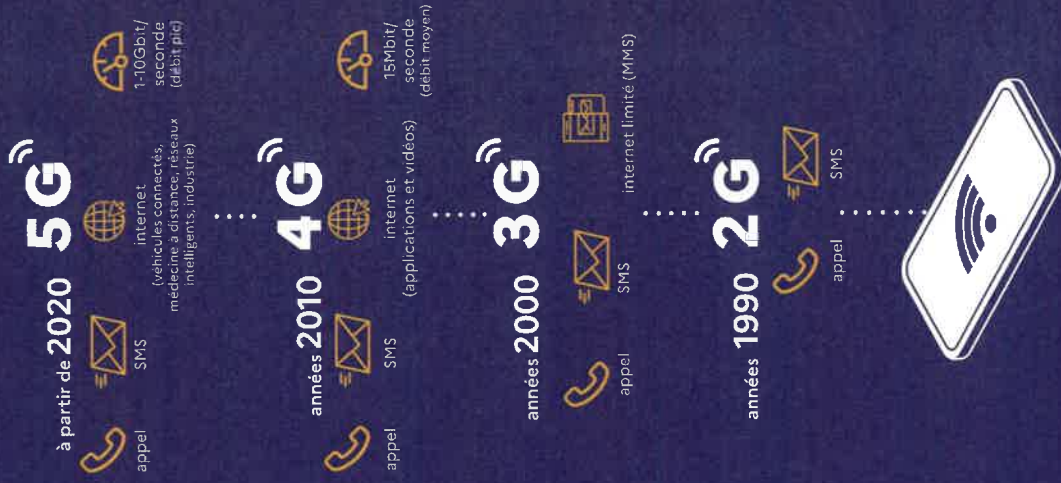 à partir de 2020 5G
appel
SMS
internet
(véhicules connectés,
médecine à distance, réseaux
intelligents, industrie)
1-10Gbit/
seconde
(débit pic)
années 2010 4G
appel
SMS
internet
(applications et vidéos)
15Mbit/
seconde
(débit moyen)
années 2000 3G
appel
SMS
internet limité (MMS)
années 1990 2G
appel
SMS